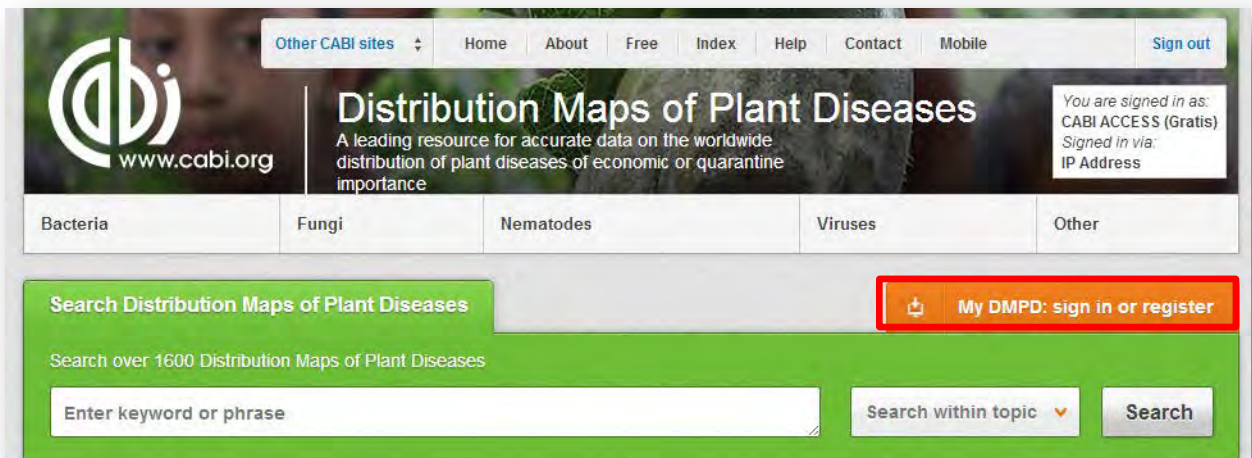 Other CABI sites Home About Free Index Help Contact Mobile Sign out
cabi
www.cabi.org
Distribution Maps of Plant Diseases
A leading resource for accurate data on the worldwide
distribution of plant diseases of economic or quarantine
importance
You are signed in as:
CABI ACCESS (Gratis)
Signed in via:
IP Address
Bacteria Fungi Nematodes Viruses Other
Search Distribution Maps of Plant Diseases
My DMPD: sign in or register
Search over 1600 Distribution Maps of Plant Diseases
Enter keyword or phrase
Search within topic
Search